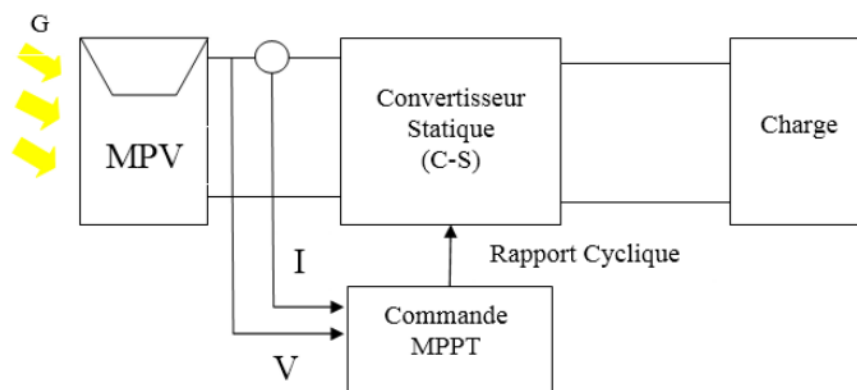 G
MPV
Convertisseur
Statique
(C-S)
Charge
I
V
Rapport Cyclique
Commande
MPPT